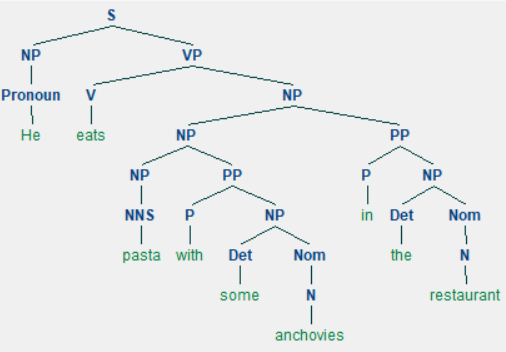 S
NP VP
Pronoun V NP
He eats NP PP
NP PP P NP
NNS P NP in Det Nom
pasta with Det Nom the N
some N restaurant
anchovies